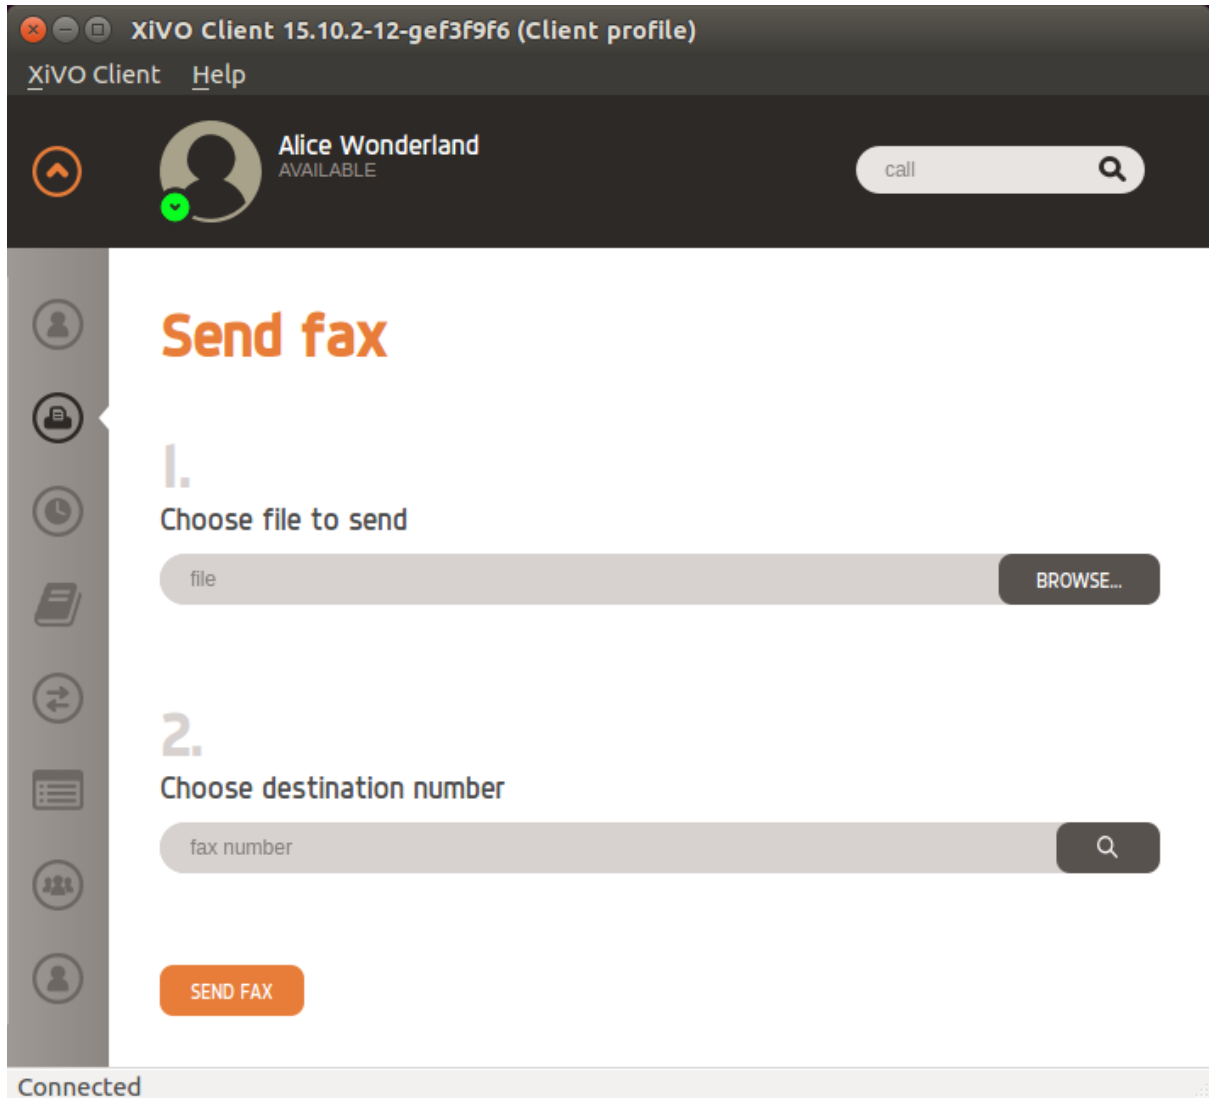 XiVO Client 15.10.2-12-gef3f9f6 (Client profile)
XiVO Client Help
Alice Wonderland
AVAILABLE
call
Send fax
1.
Choose file to send
file BROWSE...
2.
Choose destination number
fax number
SEND FAX
Connected